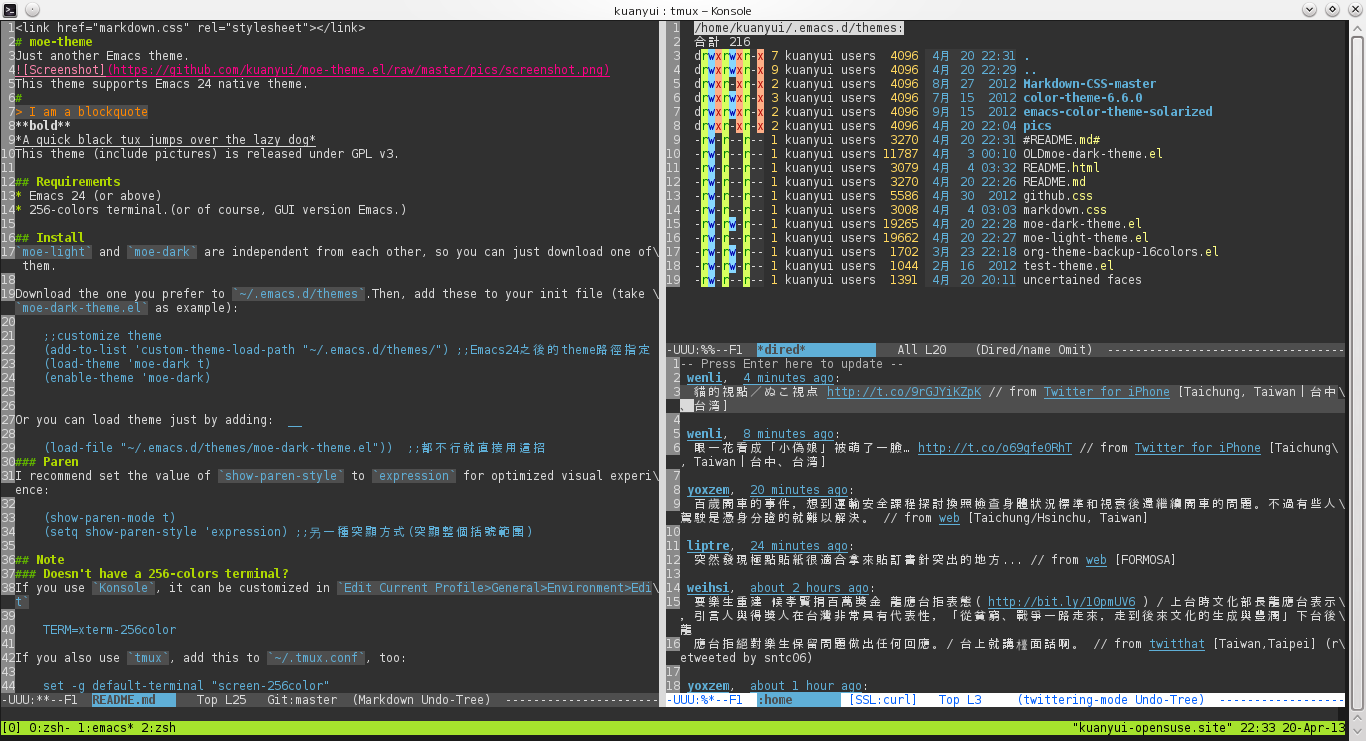 kuanyui : tmux – Konsole
1 <link href="markdown.css" rel="stylesheet"></link>
2 # moe-theme
3 Just another Emacs theme.
4 ![Screenshot](https://github.com/kuanyui/moe-theme.el/raw/master/pics/screenshot.png)
5 This theme supports Emacs 24 native theme.
6 #
7 > I am a blockquote
8 **bold**
9 *A quick black tux jumps over the lazy dog*
10 This theme (include pictures) is released under GPL v3.
11
12 ## Requirements
13 * Emacs 24 (or above)
14 * 256-colors terminal.(or of course, GUI version Emacs.)
15
16 ## Install
17 `moe-light` and `moe-dark` are independent from each other, so you can just download one of\
them.
18
19 Download the one you prefer to `~/.emacs.d/themes`.Then, add these to your init file (take \
`moe-dark-theme.el` as example):
20
21 ;;customize theme
22 (add-to-list 'custom-theme-load-path "~/.emacs.d/themes/") ;;Emacs24之後的theme路徑指定
23 (load-theme 'moe-dark t)
24 (enable-theme 'moe-dark)
25
26
27 Or you can load theme just by adding:
28
29 (load-file "~/.emacs.d/themes/moe-dark-theme.el")) ;;都不行就直接用這招
30 ### Paren
31 I recommend set the value of `show-paren-style` to `expression` for optimized visual experi\
ence:
32
33 (show-paren-mode t)
34 (setq show-paren-style 'expression) ;;另一種突顯方式(突顯整個括號範圍)
35
36 ## Note
37 ### Doesn't have a 256-colors terminal?
38 If you use `Konsole`, it can be customized in `Edit Current Profile>General>Environment>Edi\
t`
39
40 TERM=xterm-256color
41
42 If you also use `tmux`, add this to `~/.tmux.conf`, too:
43
44 set -g default-terminal "screen-256color"
-UUU:**--F1 README.md Top L25 Git:master (Markdown Undo-Tree) ----------------------
1 /home/kuanyui/.emacs.d/themes:
2 合計 216
3 drwxrwxr-x 7 kuanyui users 4096 4月 20 22:31 .
4 drwxrwxr-x 9 kuanyui users 4096 4月 20 22:29 ..
5 drwxr-xr-x 2 kuanyui users 4096 8月 27 2012 Markdown-CSS-master
6 drwxrwxr-x 3 kuanyui users 4096 7月 15 2012 color-theme-6.6.0
7 drwxrwxr-x 2 kuanyui users 4096 9月 15 2012 emacs-color-theme-solarized
8 drwxr-xr-x 2 kuanyui users 4096 4月 20 22:04 pics
9 -rw-r--r-- 1 kuanyui users 3270 4月 20 22:31 #README.md#
10 -rw-r--r-- 1 kuanyui users 11787 4月 3 00:10 OLDmoe-dark-theme.el
11 -rw-r--r-- 1 kuanyui users 3079 4月 4 03:32 README.html
12 -rw-r--r-- 1 kuanyui users 3270 4月 20 22:26 README.md
13 -rw-r--r-- 1 kuanyui users 5586 4月 30 2012 github.css
14 -rw-r--r-- 1 kuanyui users 3008 4月 4 03:03 markdown.css
15 -rw-rw-r-- 1 kuanyui users 19265 4月 20 22:28 moe-dark-theme.el
16 -rw-r--r-- 1 kuanyui users 19662 4月 20 22:27 moe-light-theme.el
17 -rw-rw-r-- 1 kuanyui users 1702 3月 23 22:18 org-theme-backup-16colors.el
18 -rw-rw-r-- 1 kuanyui users 1044 2月 16 2012 test-theme.el
19 -rw-r--r-- 1 kuanyui users 1391 4月 20 20:11 uncertained faces
-UUU:%%--F1 *dired* All L20 (Dired/name Omit) ------------------------------------
1 -- Press Enter here to update --
2 wenli, 4 minutes ago:
3 貓的視點／ぬこ視点 http://t.co/9rGJYiKZpK // from Twitter for iPhone [Taichung, Taiwan | 台中\
、台湾]
4
5 wenli, 8 minutes ago:
6 眼一花看成「小偽娘」被萌了一臉… http://t.co/o69qfe0RhT // from Twitter for iPhone [Taichung\
, Taiwan | 台中、台湾]
7
8 yoxzem, 20 minutes ago:
9 百歲開車的事件，想到運輸安全課程探討換照檢查身體狀況標準和視衰後還繼續開車的問題。不過有些人\
駕駛是憑身分證的就難以解決。 // from web [Taichung/Hsinchu, Taiwan]
10
11 liptre, 24 minutes ago:
12 突然發現極點貼紙很適合拿來貼訂書針突出的地方... // from web [FORMOSA]
13
14 weihsi, about 2 hours ago:
15 要樂生重建 候孝賢捐百萬獎金 龍應台拒表態 ( http://bit.ly/1OpmUV6 ) / 上台時文化部長龍應台表示\
，引言人與得獎人在台灣非常具有代表性，「從貧窮、戰爭一路走來，走到後來文化的生成與豐潤」下台後\
龍
16 應台拒絕對樂生保留問題做出任何回應。/ 台上就講檯面話啊。 // from twitthat [Taiwan,Taipei] (r\
etweeted by sntc06)
17
18 yoxzem, about 1 hour ago:
-UUU:%*--F1 :home [SSL:curl] Top L3 (twittering-mode Undo-Tree) --------------------
[0] 0:zsh- 1:emacs* 2:zsh "kuanyui-opensuse.site" 22:33 20-Apr-13